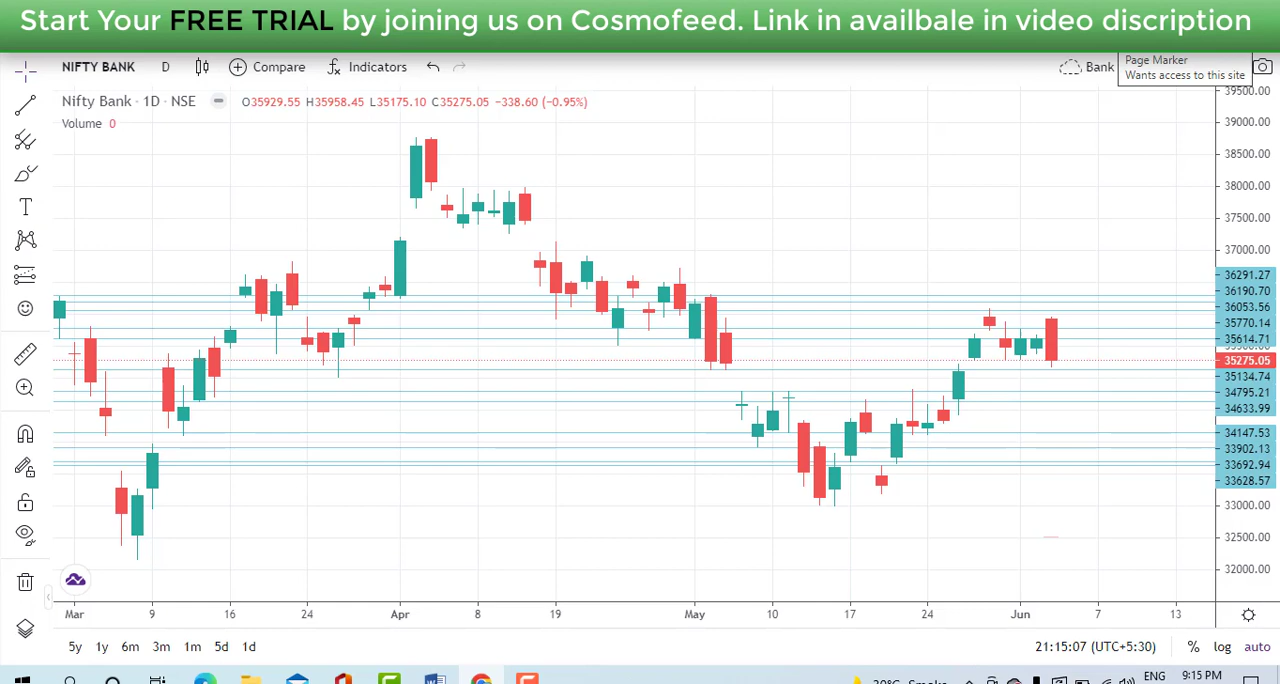 Start Your FREE TRIAL by joining us on Cosmofeed. Link in availbale in video discription
NIFTY BANK D Compare Indicators Bank
Page Marker
Wants access to this site
Nifty Bank · 1D · NSE O35929.55 H35958.45 L35175.10 C35275.05 −338.60 (−0.95%)
Volume 0
39500.00
39000.00
38500.00
38000.00
37500.00
37000.00
36291.27
36190.70
36053.56
35770.14
35614.71
35275.05
35134.74
34795.21
34633.99
34147.53
33902.13
33692.94
33628.57
33000.00
32500.00
32000.00
Mar 9 16 24 Apr 8 19 May 10 17 24 Jun 7 13
5y 1y 6m 3m 1m 5d 1d 21:15:07 (UTC+5:30) % log auto
ENG 9:15 PM